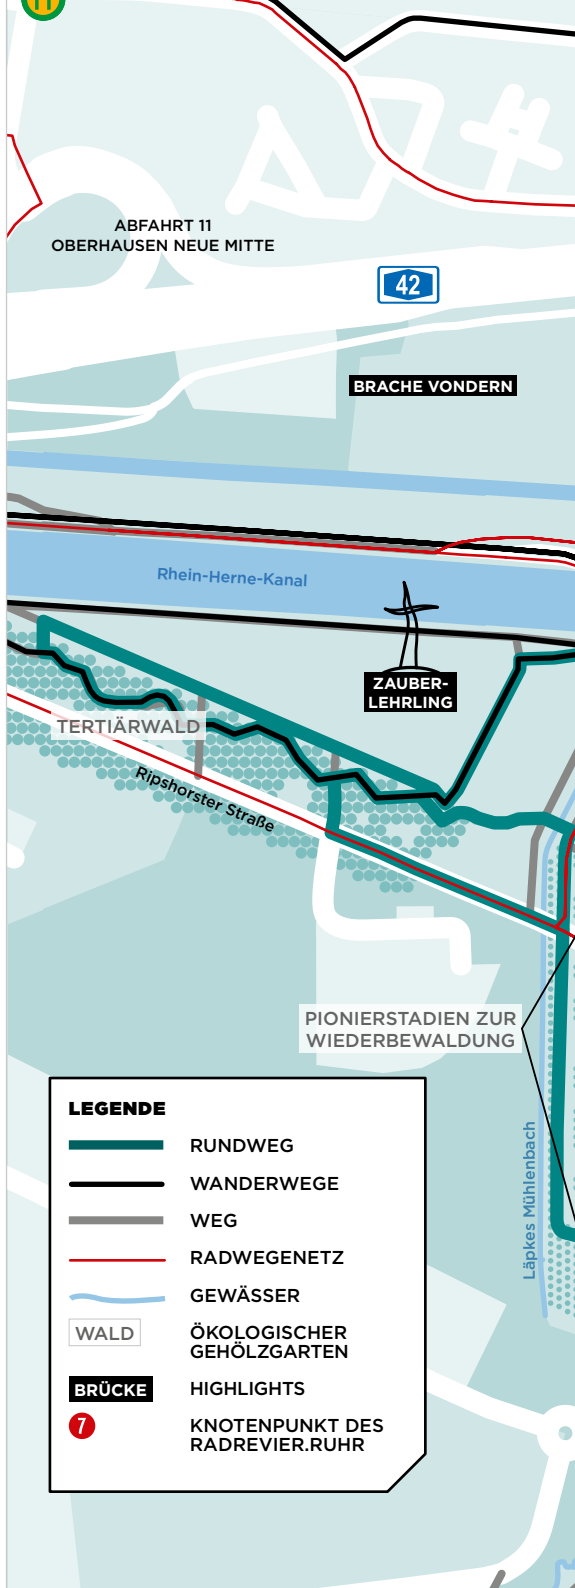 H
ABFAHRT 11
OBERHAUSEN NEUE MITTE
42
BRACHE VONDERN
Rhein-Herne-Kanal
ZAUBER-
LEHRLING
TERTIÄRWALD
Ripshorster Straße
PIONIERSTADIEN ZUR
WIEDERBEWALDUNG
Läpkes Mühlenbach
LEGENDE
RUNDWEG
WANDERWEGE
WEG
RADWEGENETZ
GEWÄSSER
WALD
ÖKOLOGISCHER
GEHÖLZGARTEN
BRÜCKE
HIGHLIGHTS
7
KNOTENPUNKT DES
RADREVIER.RUHR